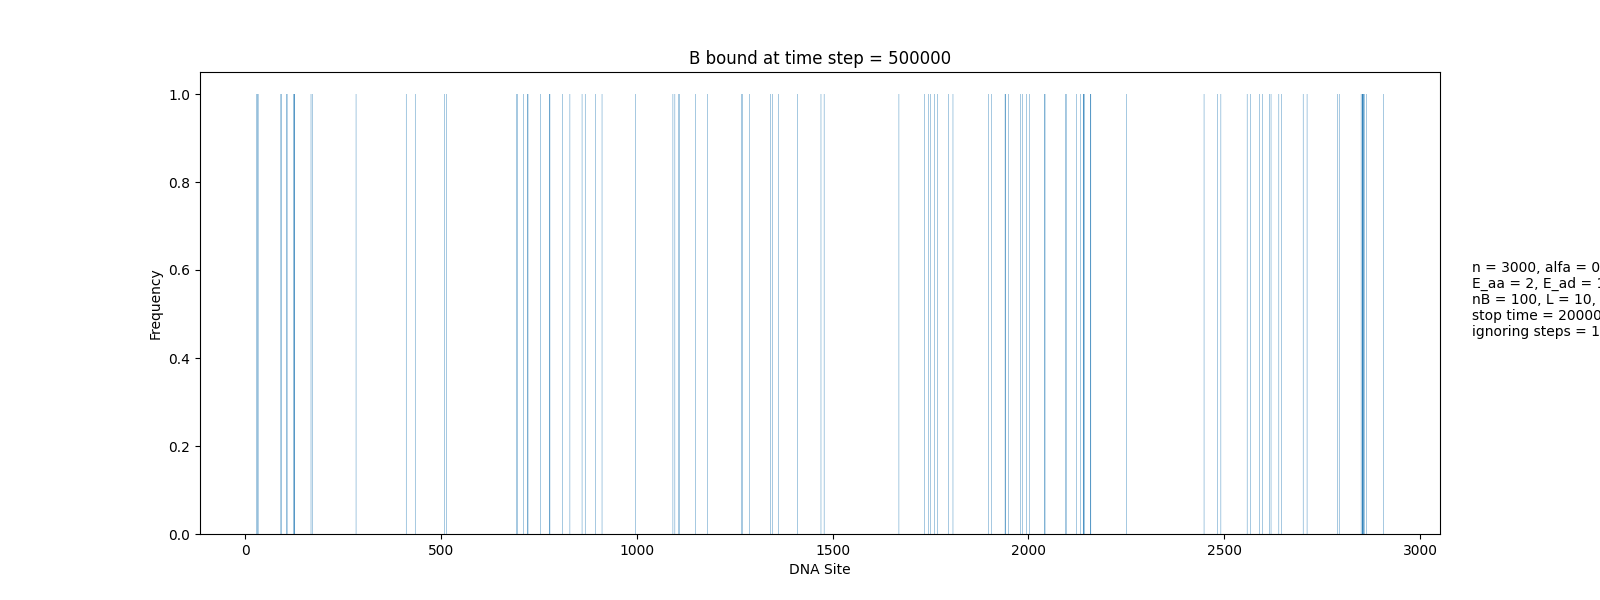 B bound at time step = 500000
1.0
0.8
0.6
0.4
0.2
0.0
Frequency
0 500 1000 1500 2000 2500 3000
DNA Site
n = 3000, alfa = 0
E_aa = 2, E_ad = 1
nB = 100, L = 10,
stop time = 20000
ignoring steps = 1